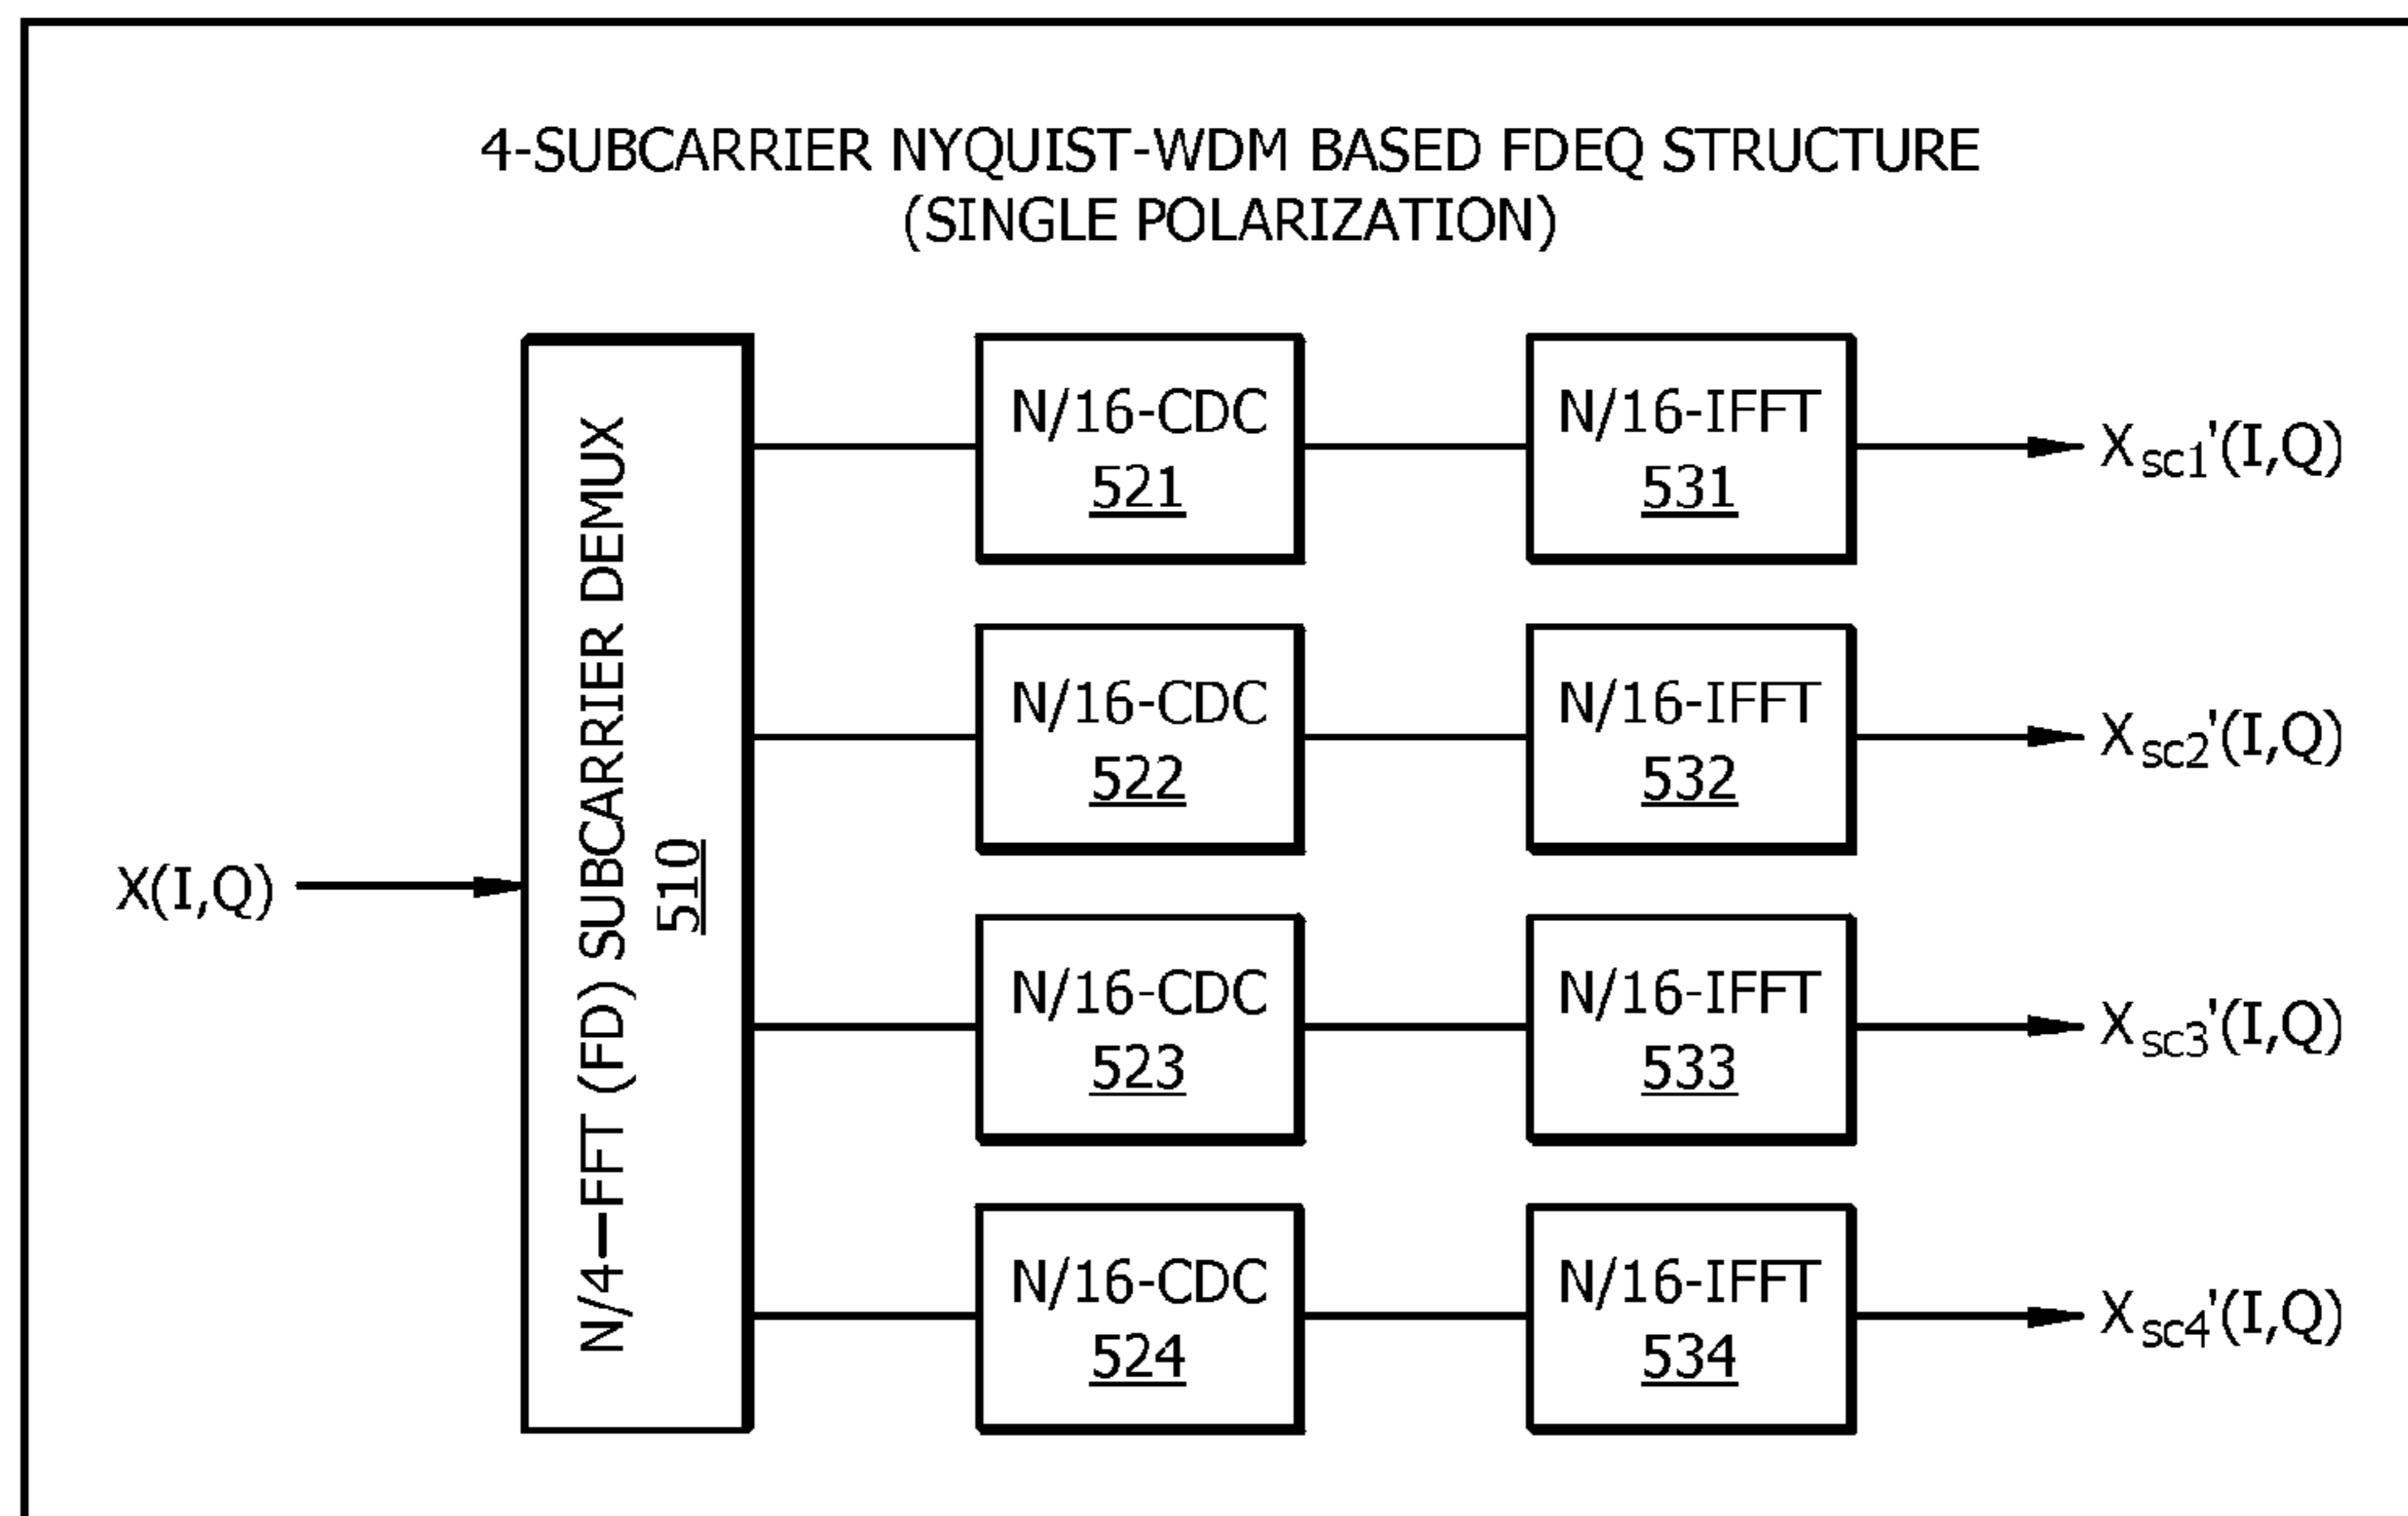 4-SUBCARRIER NYQUIST-WDM BASED FDEQ STRUCTURE
(SINGLE POLARIZATION)
X(I,Q)
N/4–FFT (FD) SUBCARRIER DEMUX
510
N/16-CDC
521
N/16-IFFT
531
Xsc1'(I,Q)
N/16-CDC
522
N/16-IFFT
532
Xsc2'(I,Q)
N/16-CDC
523
N/16-IFFT
533
Xsc3'(I,Q)
N/16-CDC
524
N/16-IFFT
534
Xsc4'(I,Q)